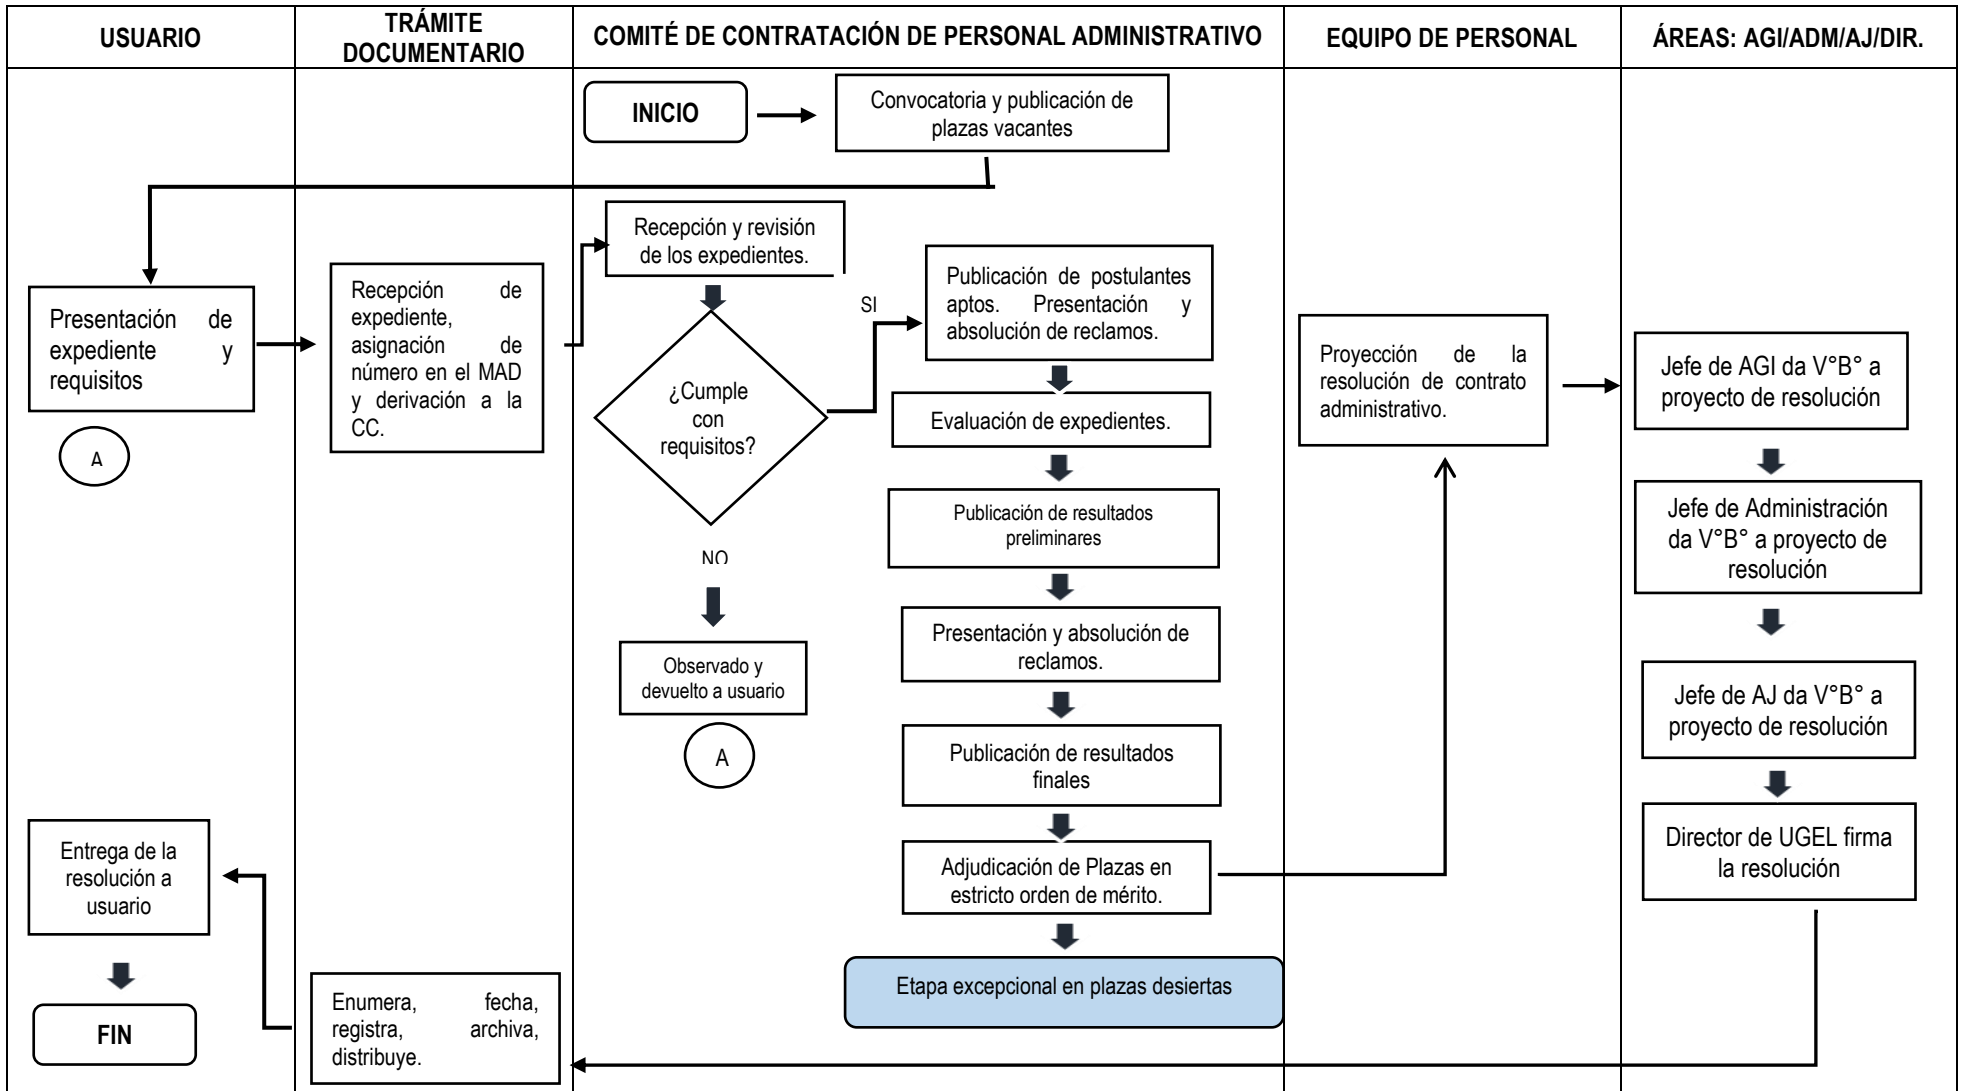 USUARIO
TRÁMITE
DOCUMENTARIO
COMITÉ DE CONTRATACIÓN DE PERSONAL ADMINISTRATIVO
EQUIPO DE PERSONAL
ÁREAS: AGI/ADM/AJ/DIR.
INICIO
Convocatoria y publicación de
plazas vacantes
Presentación de
expediente y
requisitos
A
Recepción de
expediente,
asignación de
número en el MAD
y derivación a la
CC.
Recepción y revisión
de los expedientes.
¿Cumple
con
requisitos?
SI
NO
Observado y
devuelto a usuario
A
Publicación de postulantes
aptos. Presentación y
absolución de reclamos.
Evaluación de expedientes.
Publicación de resultados
preliminares
Presentación y absolución de
reclamos.
Publicación de resultados
finales
Adjudicación de Plazas en
estricto orden de mérito.
Etapa excepcional en plazas desiertas
Proyección de la
resolución de contrato
administrativo.
Jefe de AGI da V°B° a
proyecto de resolución
Jefe de Administración
da V°B° a proyecto de
resolución
Jefe de AJ da V°B° a
proyecto de resolución
Director de UGEL firma
la resolución
Enumera, fecha,
registra, archiva,
distribuye.
Entrega de la
resolución a
usuario
FIN